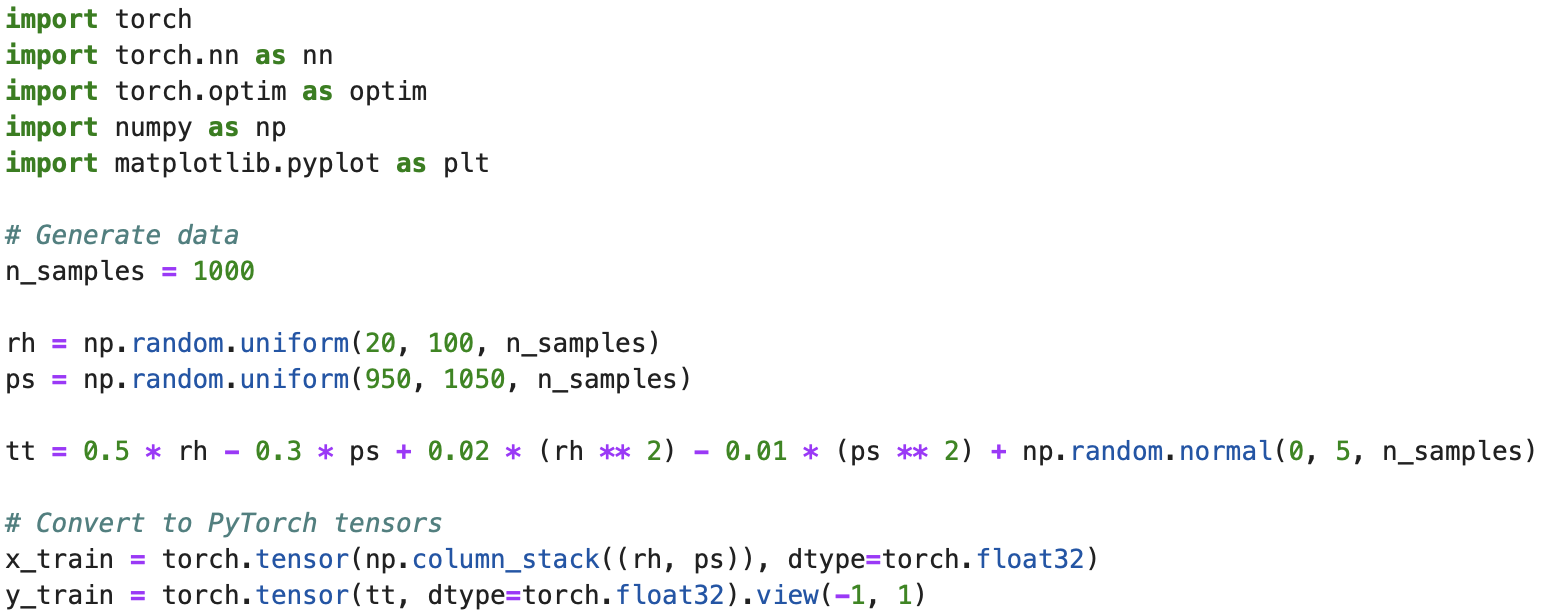 import torch
import torch.nn as nn
import torch.optim as optim
import numpy as np
import matplotlib.pyplot as plt
# Generate data
n_samples = 1000
rh = np.random.uniform(20, 100, n_samples)
ps = np.random.uniform(950, 1050, n_samples)
tt = 0.5 * rh - 0.3 * ps + 0.02 * (rh ** 2) - 0.01 * (ps ** 2) + np.random.normal(0, 5, n_samples)
# Convert to PyTorch tensors
x_train = torch.tensor(np.column_stack((rh, ps)), dtype=torch.float32)
y_train = torch.tensor(tt, dtype=torch.float32).view(-1, 1)